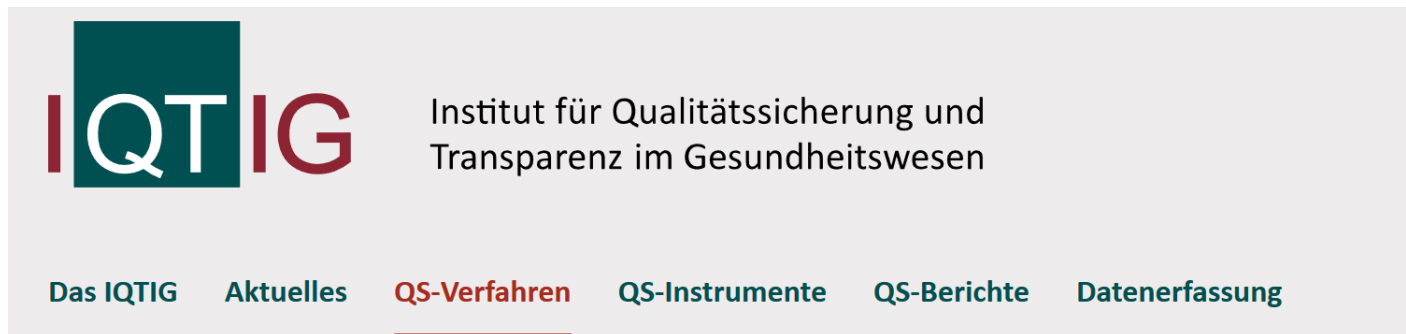 IQTIG
Institut für Qualitätssicherung und
Transparenz im Gesundheitswesen
Das IQTIG Aktuelles QS-Verfahren QS-Instrumente QS-Berichte Datenerfassung